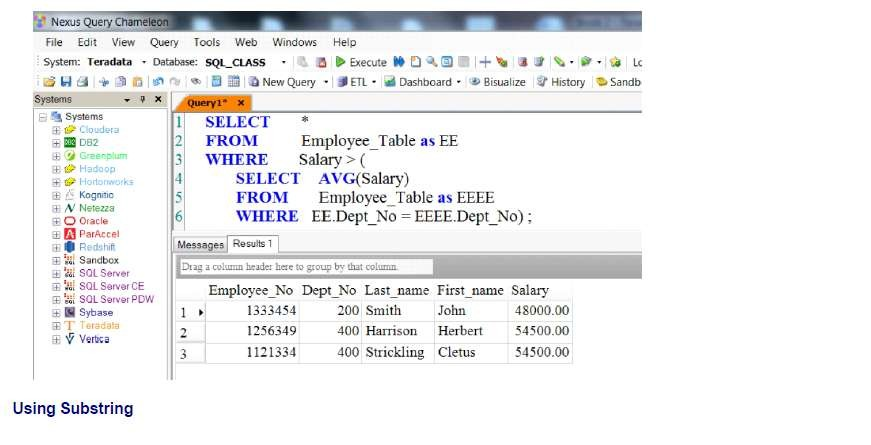 Nexus Query Chameleon
File Edit View Query Tools Web Windows Help
System: Teradata Database: SQL_CLASS Execute
New Query ETL Dashboard Bisualize History Sandb
Systems
Systems
Cloudera
DB2
Greenplum
Hadoop
Hortonworks
Kognitio
Netezza
Oracle
ParAccel
Redshift
Sandbox
SQL Server
SQL Server CE
SQL Server PDW
Sybase
Teradata
Vertica
Query1* x
1 SELECT *
2 FROM Employee_Table as EE
3 WHERE Salary > (
4 SELECT AVG(Salary)
5 FROM Employee_Table as EEEE
6 WHERE EE.Dept_No = EEEE.Dept_No) ;
Messages Results 1
Drag a column header here to group by that column.
Employee_No Dept_No Last_name First_name Salary
1 1333454 200 Smith John 48000.00
2 1256349 400 Harrison Herbert 54500.00
3 1121334 400 Strickling Cletus 54500.00
Using Substring